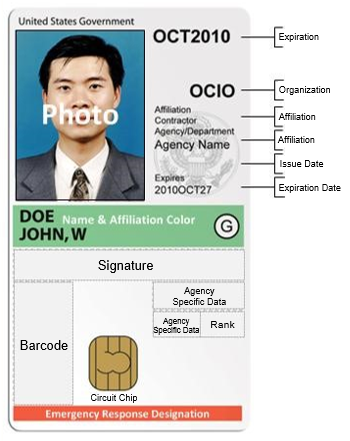 United States Government
OCT2010
Expiration
OCIO
Organization
Affiliation
Contractor
Affiliation
Agency/Department
Agency Name
Affiliation
Issue Date
Expires
2010OCT27
Expiration Date
Photo
DOE
JOHN, W
Name & Affiliation Color
G
Signature
Agency
Specific Data
Agency
Specific Data
Rank
Barcode
Circuit Chip
Emergency Response Designation